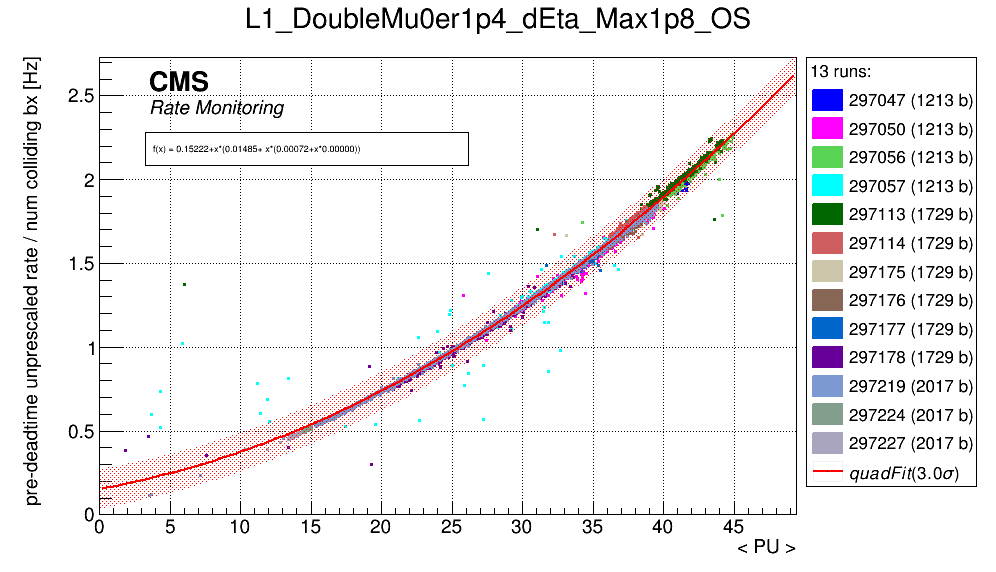 L1_DoubleMu0er1p4_dEta_Max1p8_OS
pre-deadtime unprescaled rate / num colliding bx [Hz]
CMS
Rate Monitoring
f(x) = 0.15222+x*(0.01485+ x*(0.00072+x*0.00000))
2.5
2
1.5
1
0.5
0
0 5 10 15 20 25 30 35 40 45
< PU >
13 runs:
297047 (1213 b)
297050 (1213 b)
297056 (1213 b)
297057 (1213 b)
297113 (1729 b)
297114 (1729 b)
297175 (1729 b)
297176 (1729 b)
297177 (1729 b)
297178 (1729 b)
297219 (2017 b)
297224 (2017 b)
297227 (2017 b)
quadFit(3.0σ)